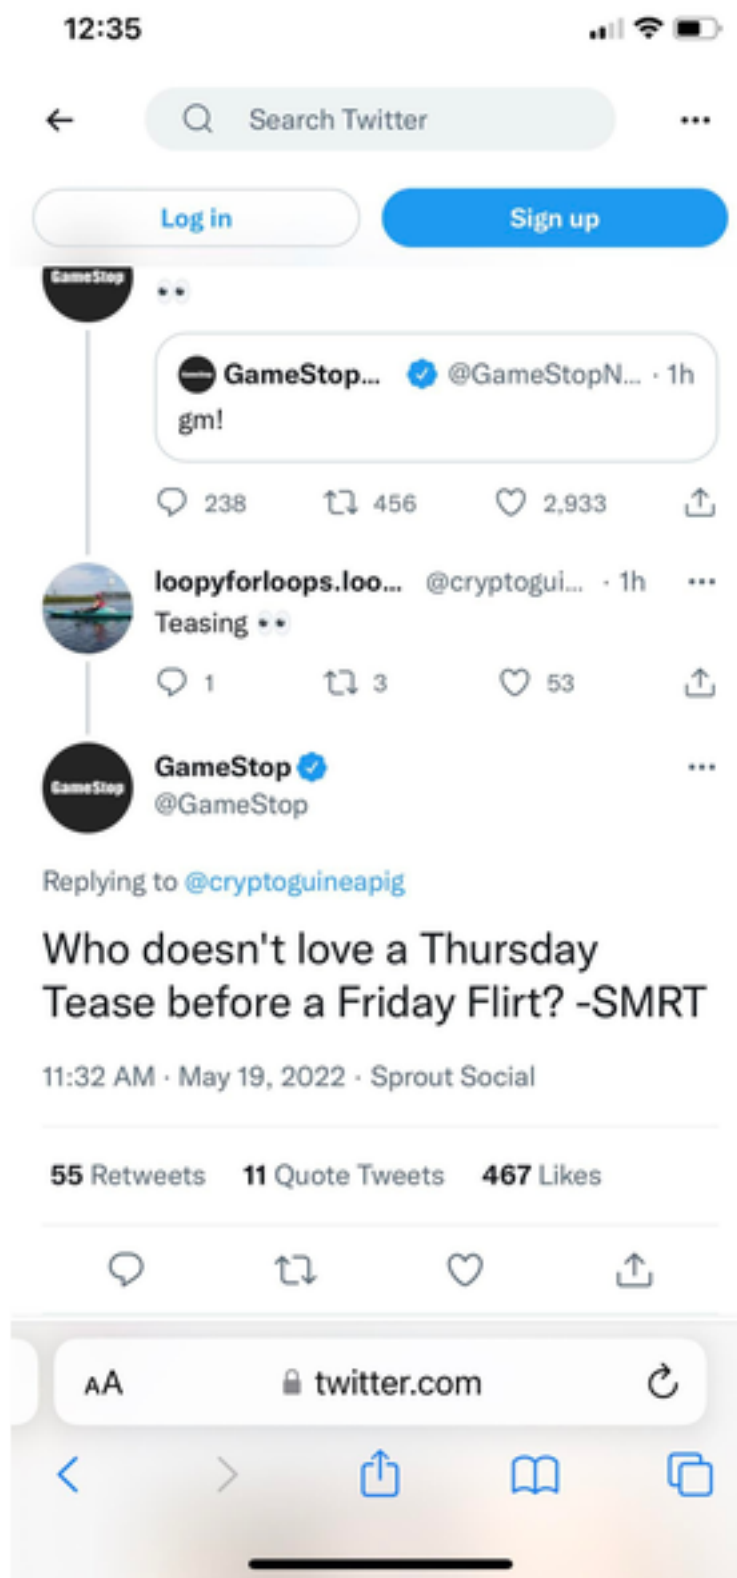 12:35
Search Twitter
Log in
Sign up
GameStop
👀
GameStop... @GameStopN... · 1h
gm!
238 456 2,933
loopyforloops.loo... @cryptogui... · 1h
Teasing 👀
1 3 53
GameStop
GameStop
@GameStop
Replying to @cryptoguineapig
Who doesn't love a Thursday
Tease before a Friday Flirt? -SMRT
11:32 AM · May 19, 2022 · Sprout Social
55 Retweets 11 Quote Tweets 467 Likes
AA twitter.com